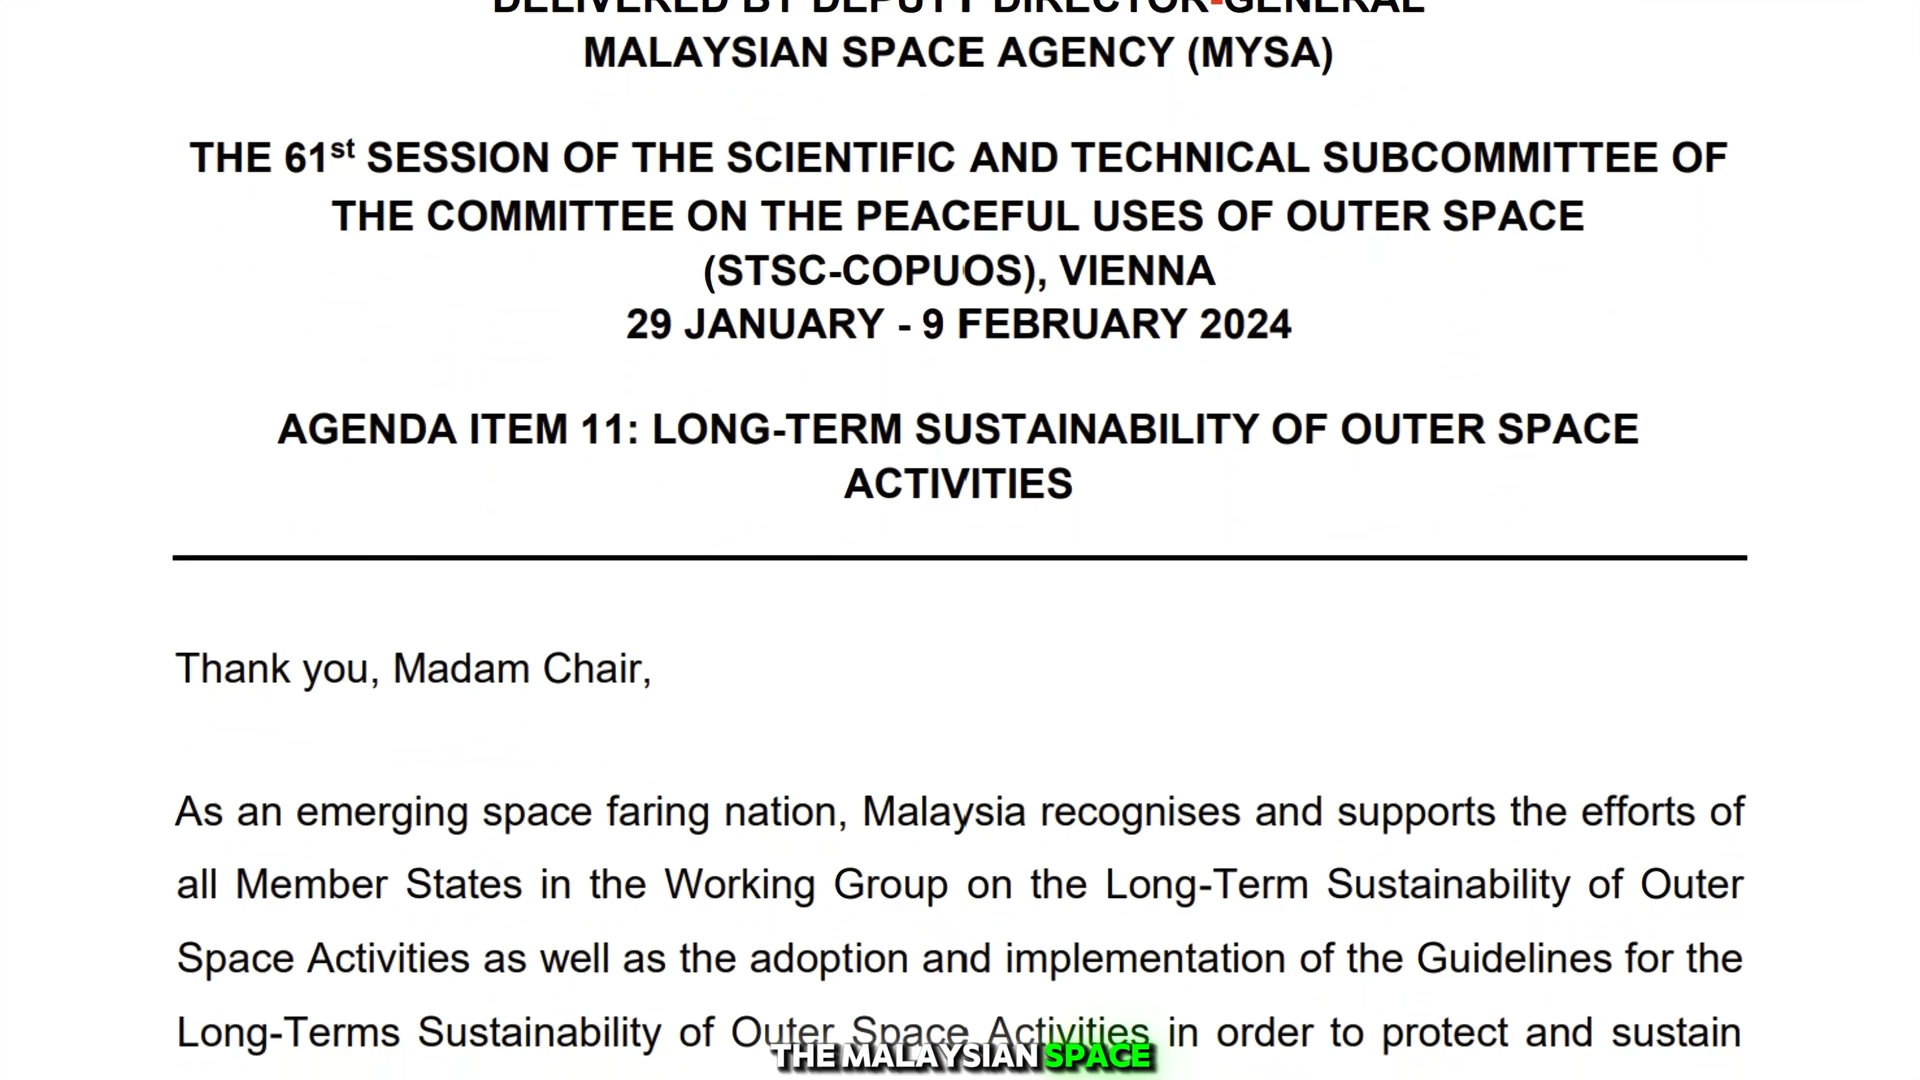 DELIVERED BY DEPUTY DIRECTOR-GENERAL
MALAYSIAN SPACE AGENCY (MYSA)
THE 61st SESSION OF THE SCIENTIFIC AND TECHNICAL SUBCOMMITTEE OF
THE COMMITTEE ON THE PEACEFUL USES OF OUTER SPACE
(STSC-COPUOS), VIENNA
29 JANUARY - 9 FEBRUARY 2024
AGENDA ITEM 11: LONG-TERM SUSTAINABILITY OF OUTER SPACE
ACTIVITIES
Thank you, Madam Chair,
As an emerging space faring nation, Malaysia recognises and supports the efforts of
all Member States in the Working Group on the Long-Term Sustainability of Outer
Space Activities as well as the adoption and implementation of the Guidelines for the
Long-Terms Sustainability of Outer Space Activities in order to protect and sustain
THE MALAYSIAN SPACE